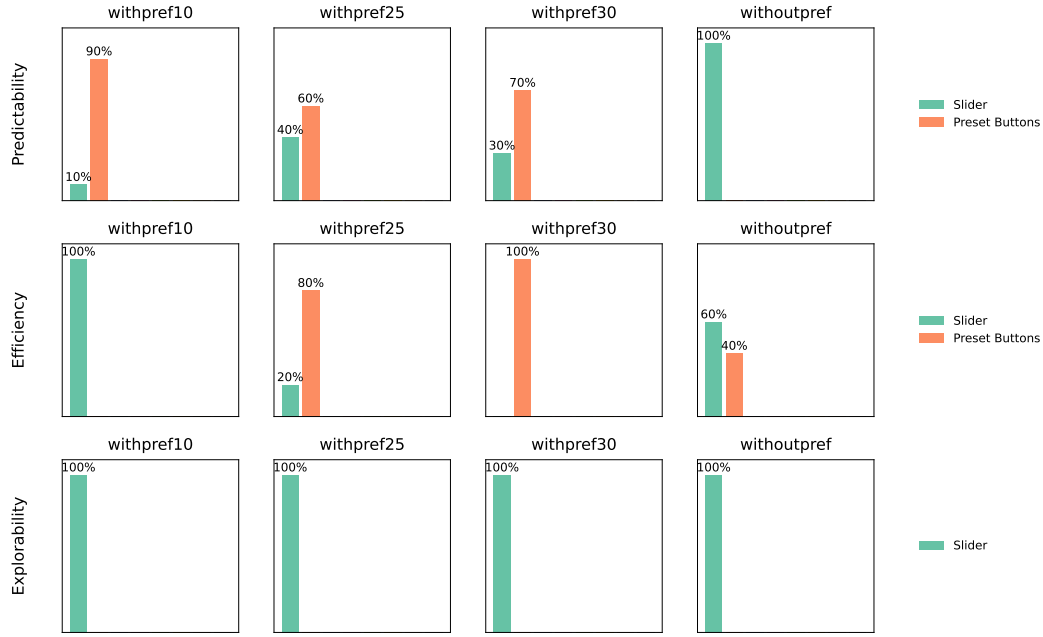 withpref10 withpref25 withpref30 withoutpref
Predictability
10% 90% 40% 60% 30% 70% 100%
Slider
Preset Buttons
withpref10 withpref25 withpref30 withoutpref
Efficiency
100% 20% 80% 100% 60% 40%
Slider
Preset Buttons
withpref10 withpref25 withpref30 withoutpref
Explorability
100% 100% 100% 100%
Slider